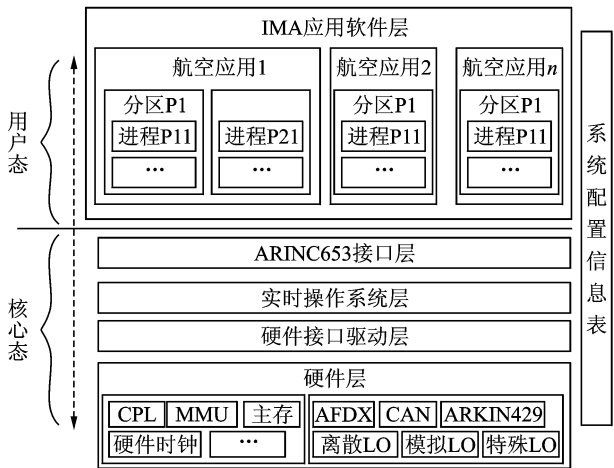 IMA应用软件层
航空应用1
航空应用2
航空应用n
分区P1
分区P1
分区P1
进程P11
进程P21
进程P11
进程P11
...
...
...
...
用户态
系统配置信息表
ARINC653接口层
实时操作系统层
硬件接口驱动层
核心态
硬件层
CPL
MMU
主存
AFDX
CAN
ARKIN429
硬件时钟
...
离散LO
模拟LO
特殊LO